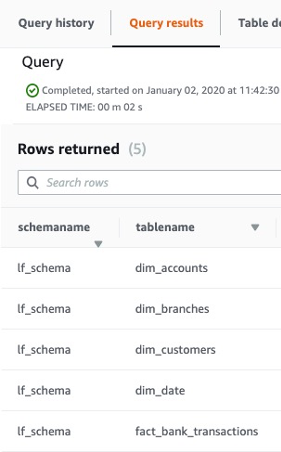 Query history Query results Table de
Query
Completed, started on January 02, 2020 at 11:42:30
ELAPSED TIME: 00 m 02 s
Rows returned (5)
Search rows
schemaname tablename
lf_schema dim_accounts
lf_schema dim_branches
lf_schema dim_customers
lf_schema dim_date
lf_schema fact_bank_transactions